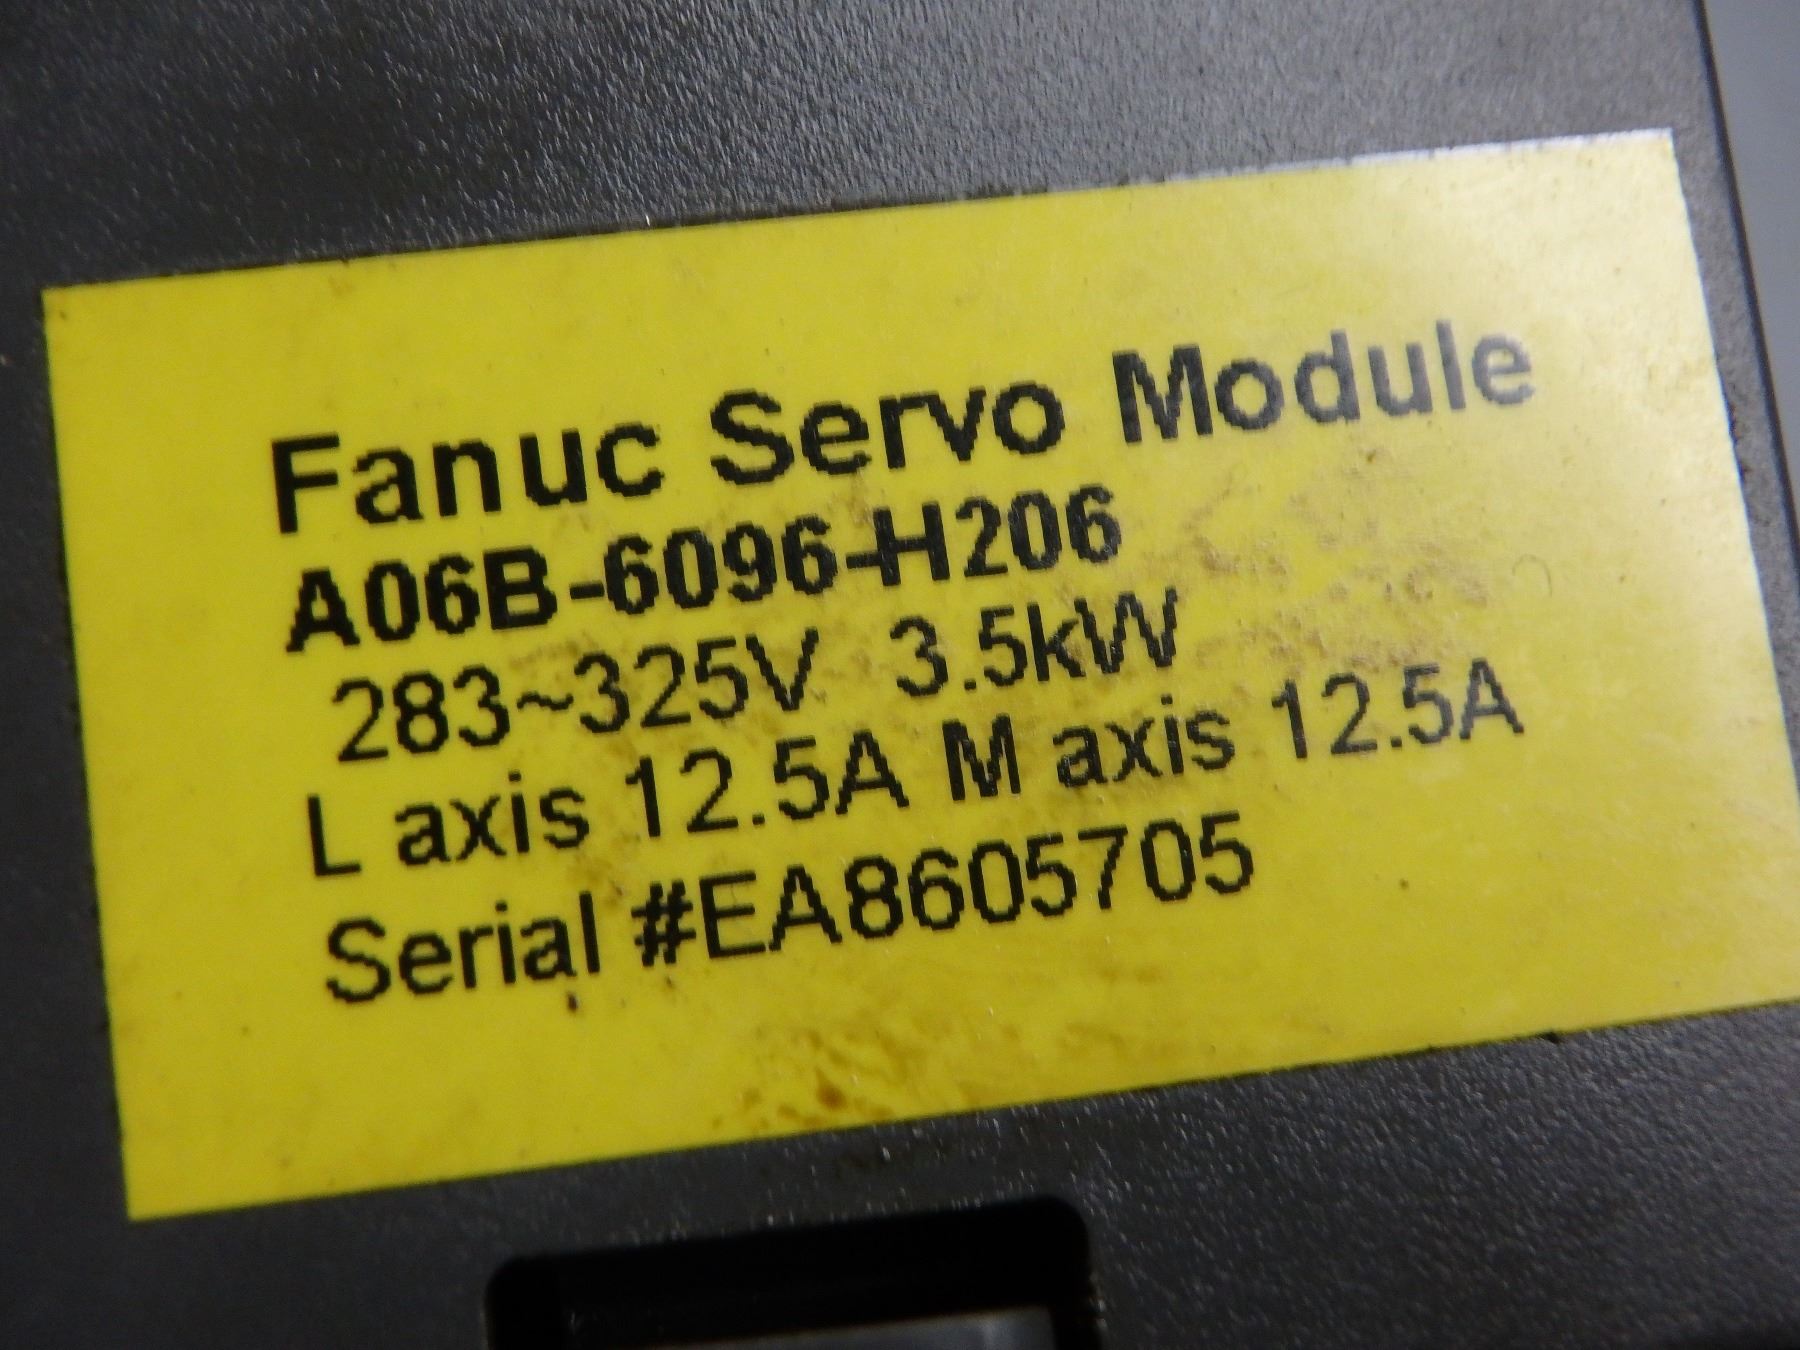 Fanuc Servo Module
A06B-6096-H206
283~325V 3.5kW
L axis 12.5A M axis 12.5A
Serial #EA8605705